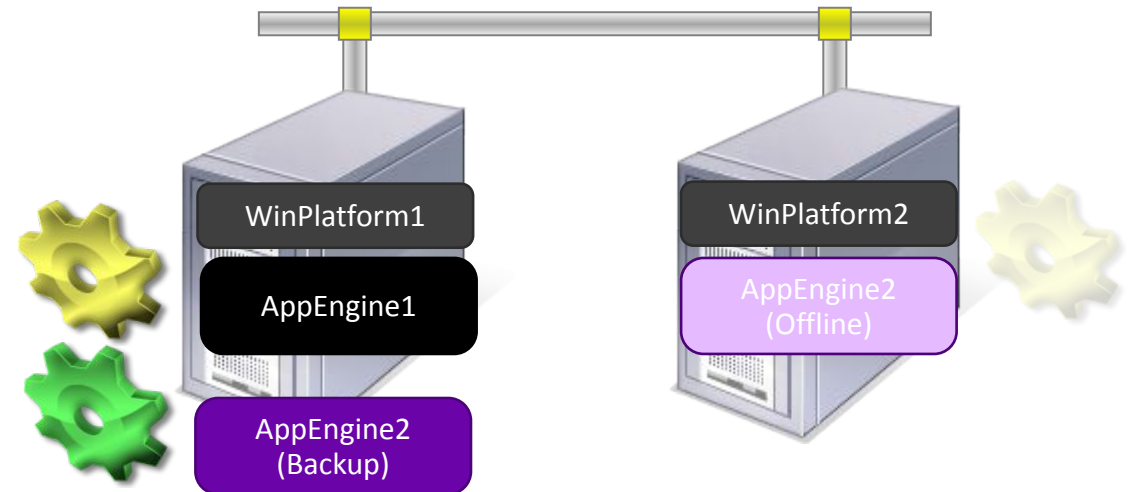 WinPlatform1
AppEngine1
AppEngine2
(Backup)
WinPlatform2
AppEngine2
(Offline)